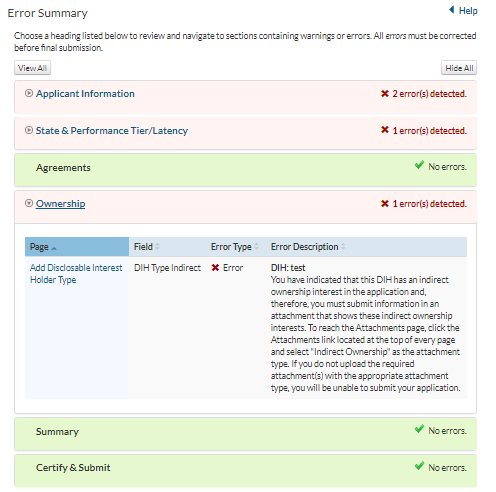 Error Summary
Help
Choose a heading listed below to review and navigate to sections containing warnings or errors. All errors must be corrected
before final submission.
View All
Hide All
Applicant Information
2 error(s) detected.
State & Performance Tier/Latency
1 error(s) detected.
Agreements
No errors.
Ownership
1 error(s) detected.
Page Field Error Type Error Description
Add Disclosable Interest
Holder Type
DIH Type Indirect
Error
DIH: test
You have indicated that this DIH has an indirect
ownership interest in the application and,
therefore, you must submit information in an
attachment that shows these indirect ownership
interests. To reach the Attachments page, click the
Attachments link located at the top of every page
and select "Indirect Ownership" as the attachment
type. If you do not upload the required
attachment(s) with the appropriate attachment
type, you will be unable to submit your application.
Summary
No errors.
Certify & Submit
No errors.